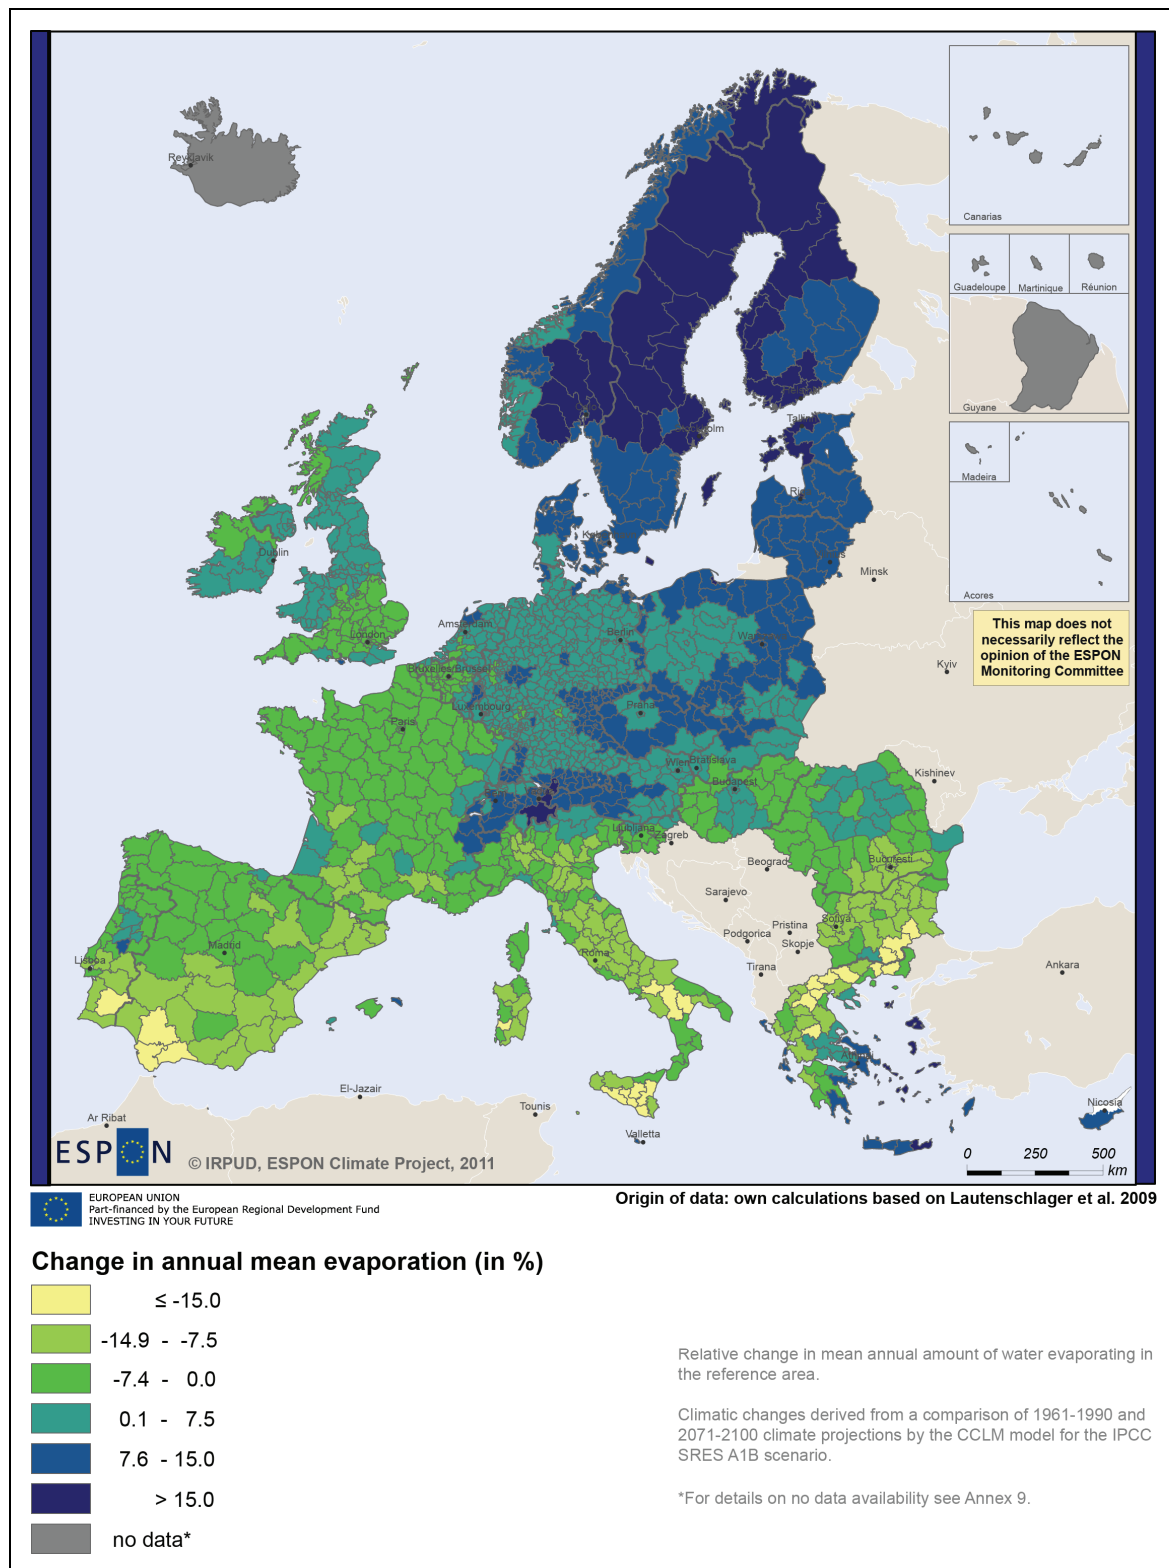 Reykjavik
Canarias
Guadeloupe
Martinique
Réunion
Guyane
Madeira
Acores
This map does not
necessarily reflect the
opinion of the ESPON
Monitoring Committee
Dublin
London
Amsterdam
Berlin
Minsk
Kyiv
Bruxelles/Brussel
Luxembourg
Praha
Paris
Wien
Bratislava
Budapest
Kishinev
Ljubljana
Zagreb
Beograd
Bucuresti
Sarajevo
Pristina
Sofiya
Podgorica
Skopje
Madrid
Roma
Lisboa
Tirana
Ankara
El-Jazair
Ar Ribat
Tounis
Valletta
Nicosia
ESPON
© IRPUD, ESPON Climate Project, 2011
0 250 500
km
EUROPEAN UNION
Part-financed by the European Regional Development Fund
INVESTING IN YOUR FUTURE
Origin of data: own calculations based on Lautenschlager et al. 2009
Change in annual mean evaporation (in %)
≤ -15.0
-14.9 - -7.5
-7.4 - 0.0
0.1 - 7.5
7.6 - 15.0
> 15.0
no data*
Relative change in mean annual amount of water evaporating in
the reference area.
Climatic changes derived from a comparison of 1961-1990 and
2071-2100 climate projections by the CCLM model for the IPCC
SRES A1B scenario.
*For details on no data availability see Annex 9.